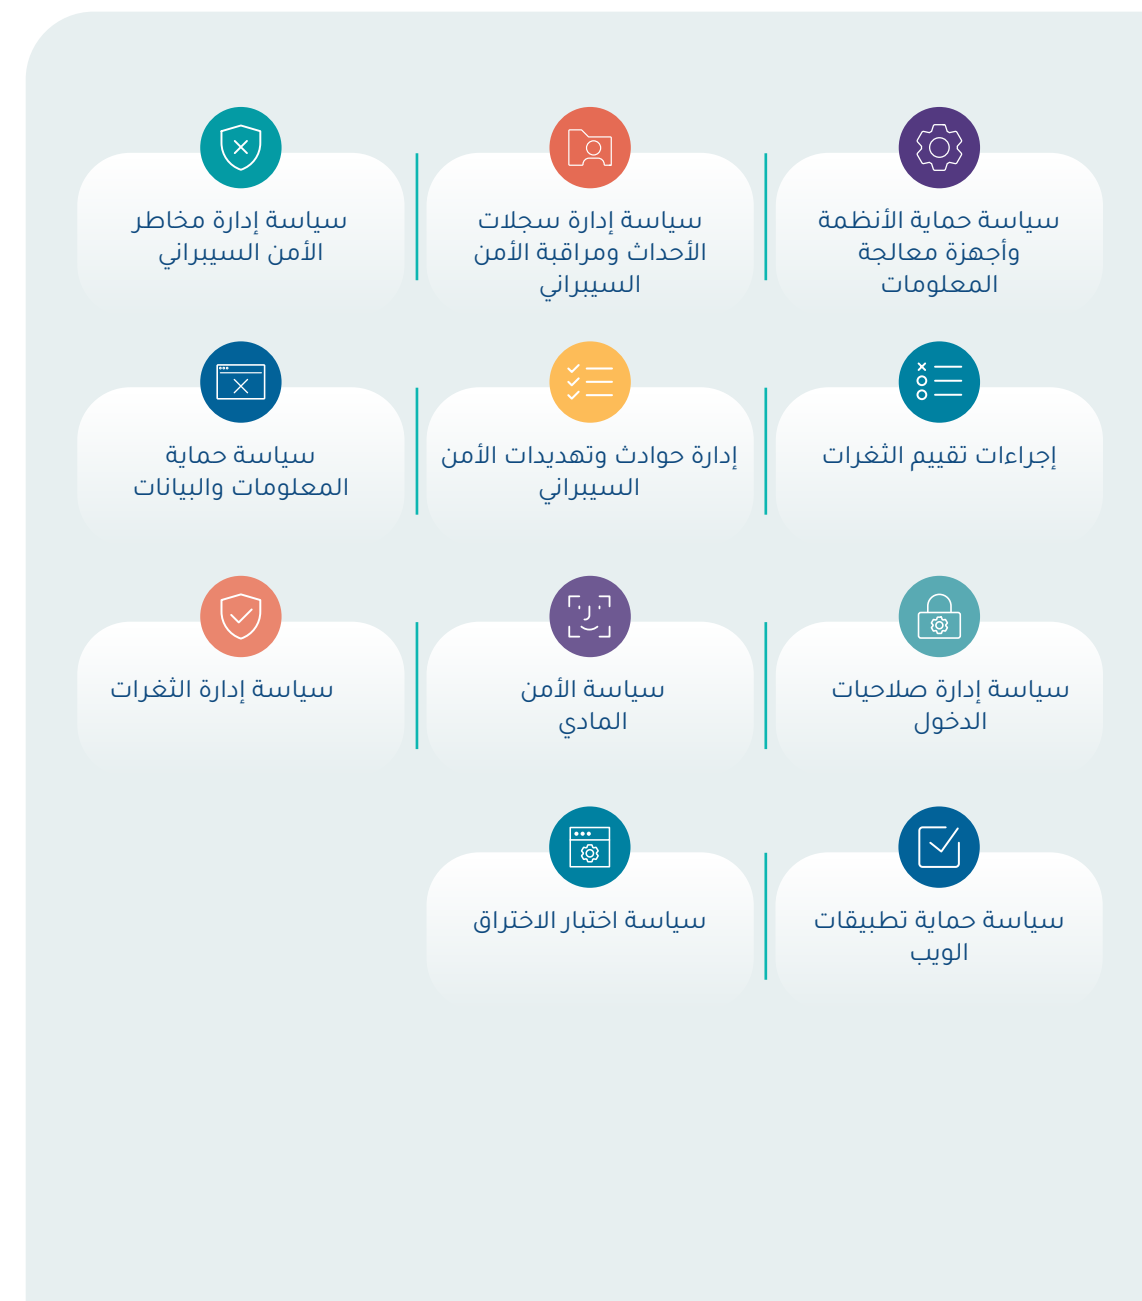 سياسة حماية الأنظمة
وأجهزة معالجة
المعلومات
سياسة إدارة سجلات
الأحداث ومراقبة الأمن
السيبراني
سياسة إدارة مخاطر
الأمن السيبراني
إجراءات تقييم الثغرات
إدارة حوادث وتهديدات الأمن
السيبراني
سياسة حماية
المعلومات والبيانات
سياسة إدارة صلاحيات
الدخول
سياسة الأمن
المادي
سياسة إدارة الثغرات
سياسة حماية تطبيقات
الويب
سياسة اختبار الاختراق